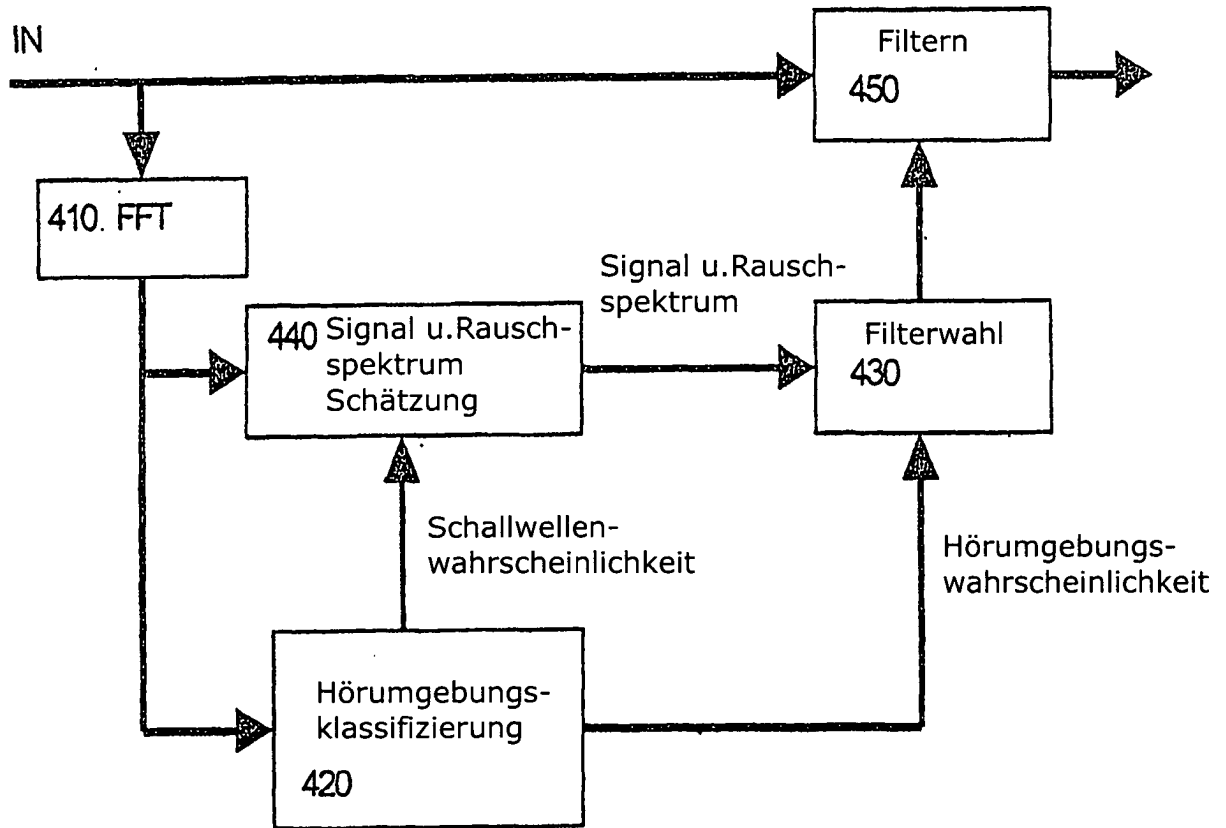 IN
Filtern
450
410. FFT
Signal u.Rausch-
spektrum
440 Signal u.Rausch-
spektrum
Schätzung
Filterwahl
430
Schallwellen-
wahrscheinlichkeit
Hörumgebungs-
wahrscheinlichkeit
Hörumgebungs-
klassifizierung
420